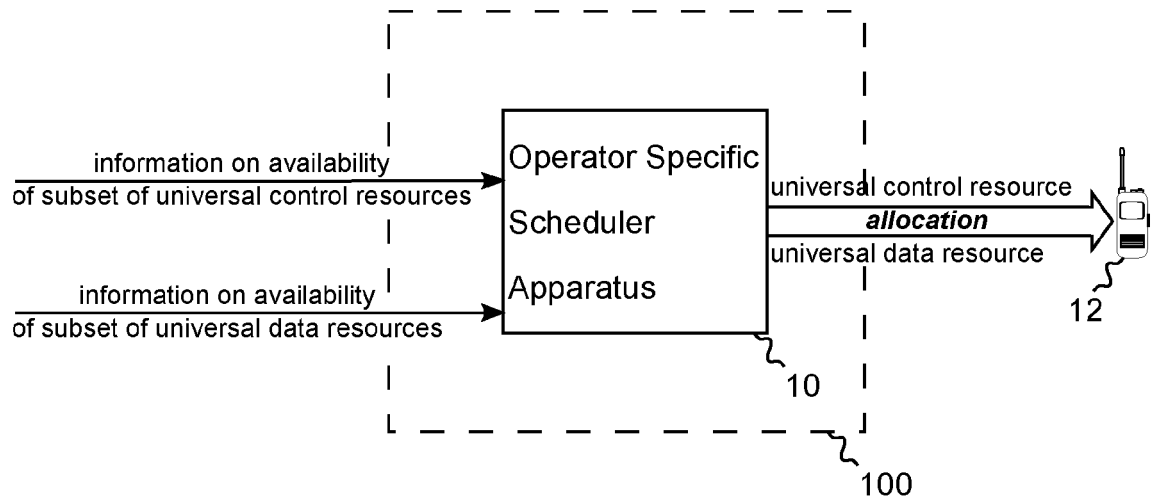 information on availability
of subset of universal control resources
information on availability
of subset of universal data resources
Operator Specific
Scheduler
Apparatus
universal control resource
allocation
universal data resource
12
10
100